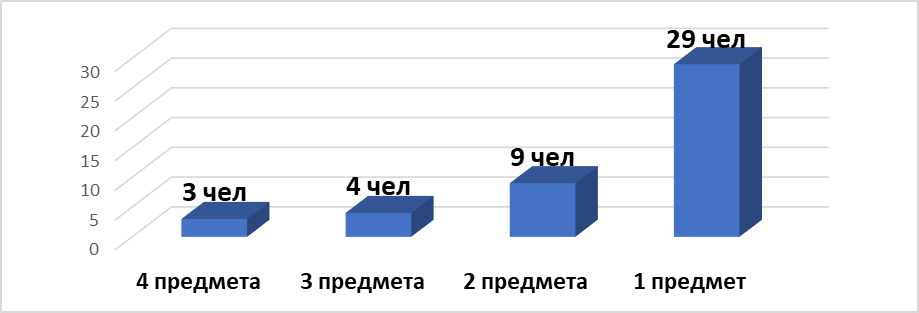 29 чел
9 чел
4 чел
3 чел
30
25
20
15
10
5
0
4 предмета
3 предмета
2 предмета
1 предмет